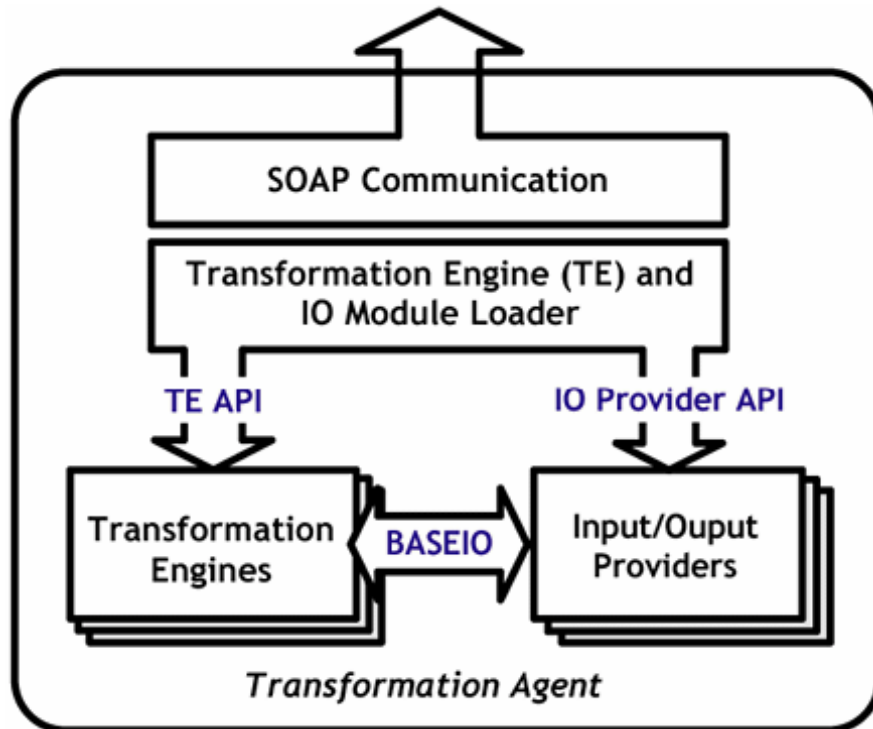 SOAP Communication
Transformation Engine (TE) and
IO Module Loader
TE API
IO Provider API
Transformation
Engines
BASEIO
Input/Ouput
Providers
Transformation Agent